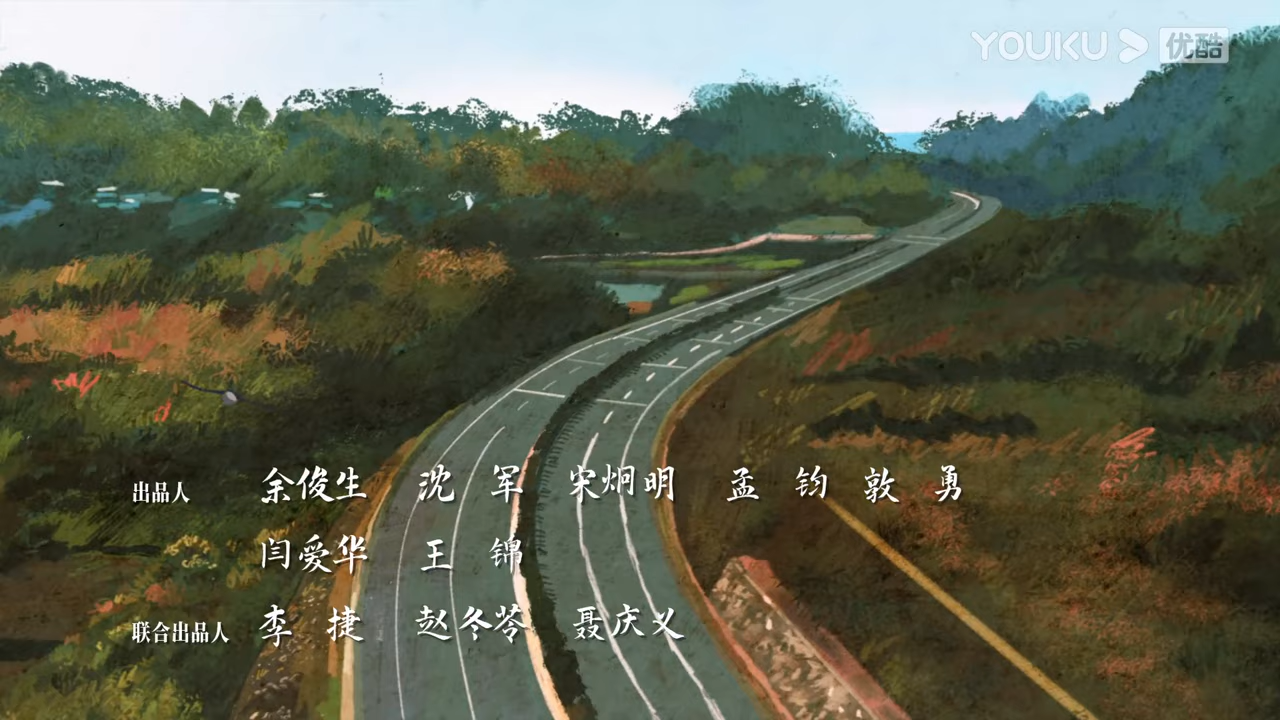 YOUKU 优酷
出品人 余俊生 沈军 宋炯明 孟钧 敦勇
闫爱华 王锦
联合出品人 李捷 赵冬苓 聂庆义